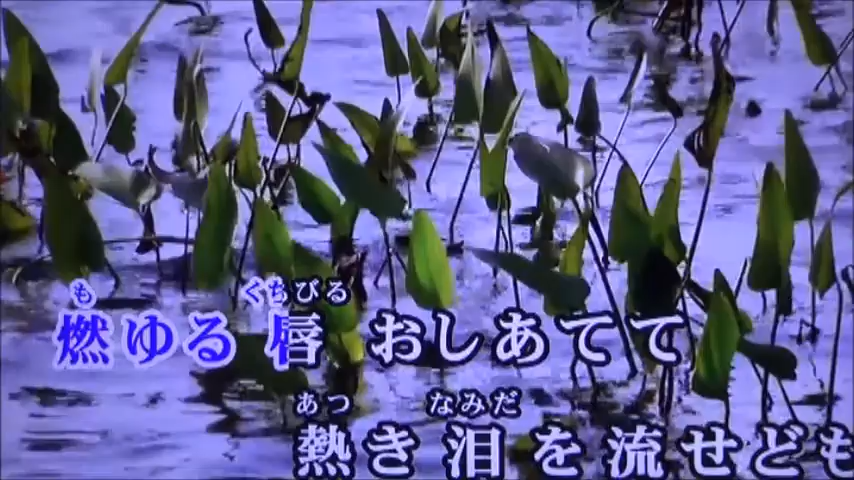 も くちびる
燃ゆる 唇 おしあてて
あつ なみだ
熱き 泪 を 流せども